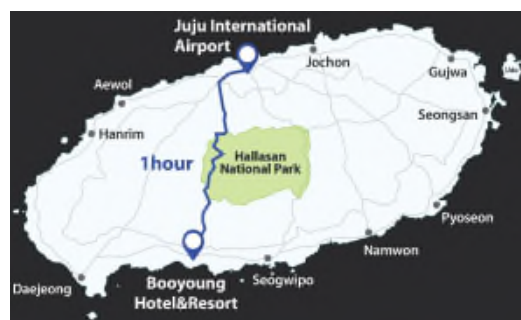 Juju International
Airport
Jochon
Gujwa
Udo
Aewol
Seongsan
Hanrim
1hour
Hallasan
National Park
Pyoseon
Namwon
Seogwipo
Daejeong
Booyoung
Hotel&Resort